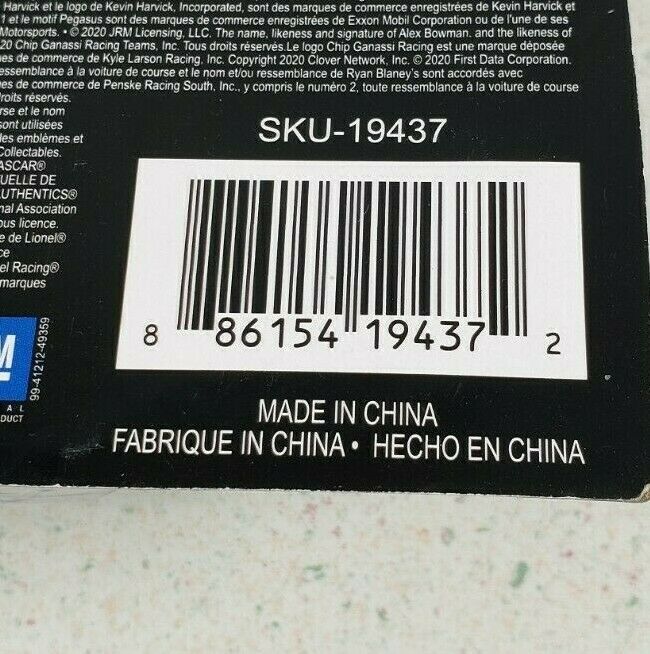 Harvick et le logo de Kevin Harvick, Incorporated, sont des marques de commerce enregistrées de Kevin Harvick et
1 et le motif Pegasus sont des marques de commerce enregistrées de Exxon Mobil Corporation ou de l'une de ses
Motorsports. • © 2020 JRM Licensing, LLC. The name, likeness and signature of Alex Bowman. and the likeness of
20 Chip Ganassi Racing Teams, Inc. Tous droits réservés.Le logo Chip Ganassi Racing est une marque déposée
es de commerce de Kyle Larson Racing, Inc. Copyright 2020 Clover Network, Inc. © 2020 First Data Corporation.
essemblance à la voiture de course et le nom et/ou ressemblance de Ryan Blaney's sont accordés avec
es de commerce de Penske Racing South, Inc., y compris le numéro 2, toute ressemblance à la voiture de course
droits réservés.
rse et le nom
sont utilisées
les emblèmes et
Collectables.
ASCAR®
TUELLE DE
AUTHENTICS®
nal Association
ous licence.
e de Lionel®
ce
el Racing®
marques
SKU-19437
8 86154 19437 2
M
99-41212-49359
A L
DUCT
MADE IN CHINA
FABRIQUE IN CHINA • HECHO EN CHINA